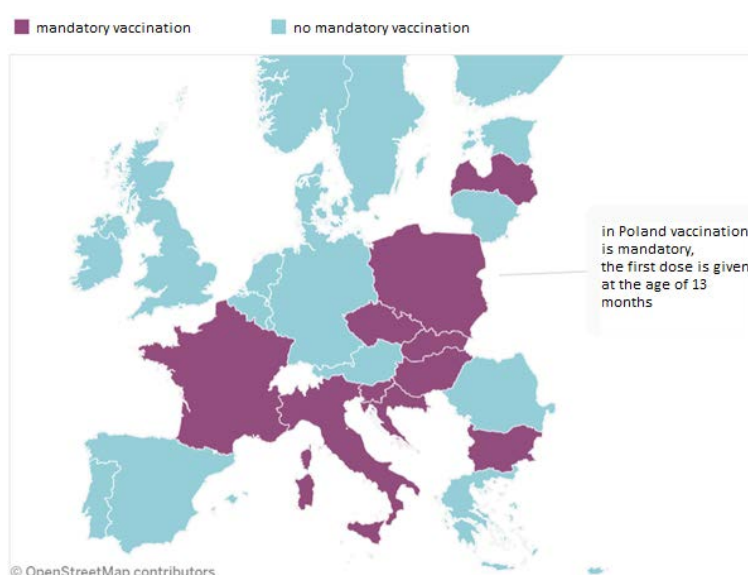 mandatory vaccination
no mandatory vaccination
in Poland vaccination
is mandatory,
the first dose is given
at the age of 13
months
© OpenStreetMap contributors